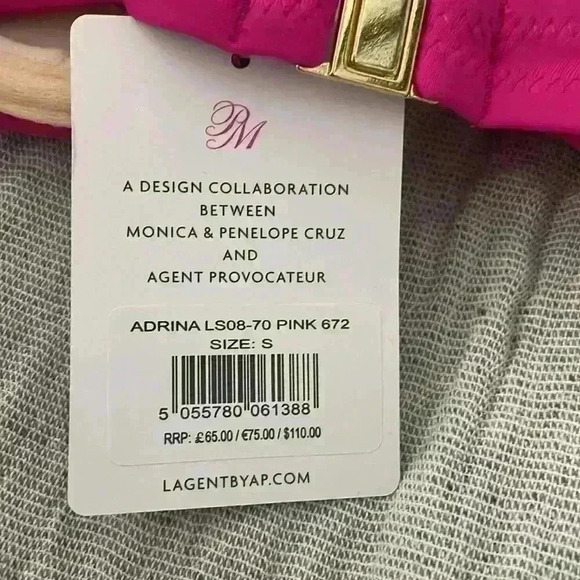 PM
A DESIGN COLLABORATION
BETWEEN
MONICA & PENELOPE CRUZ
AND
AGENT PROVOCATEUR
ADRINA LS08-70 PINK 672
SIZE: S
5 055780 061388
RRP: £65.00 / €75.00 / $110.00
LAGENTBYAP.COM